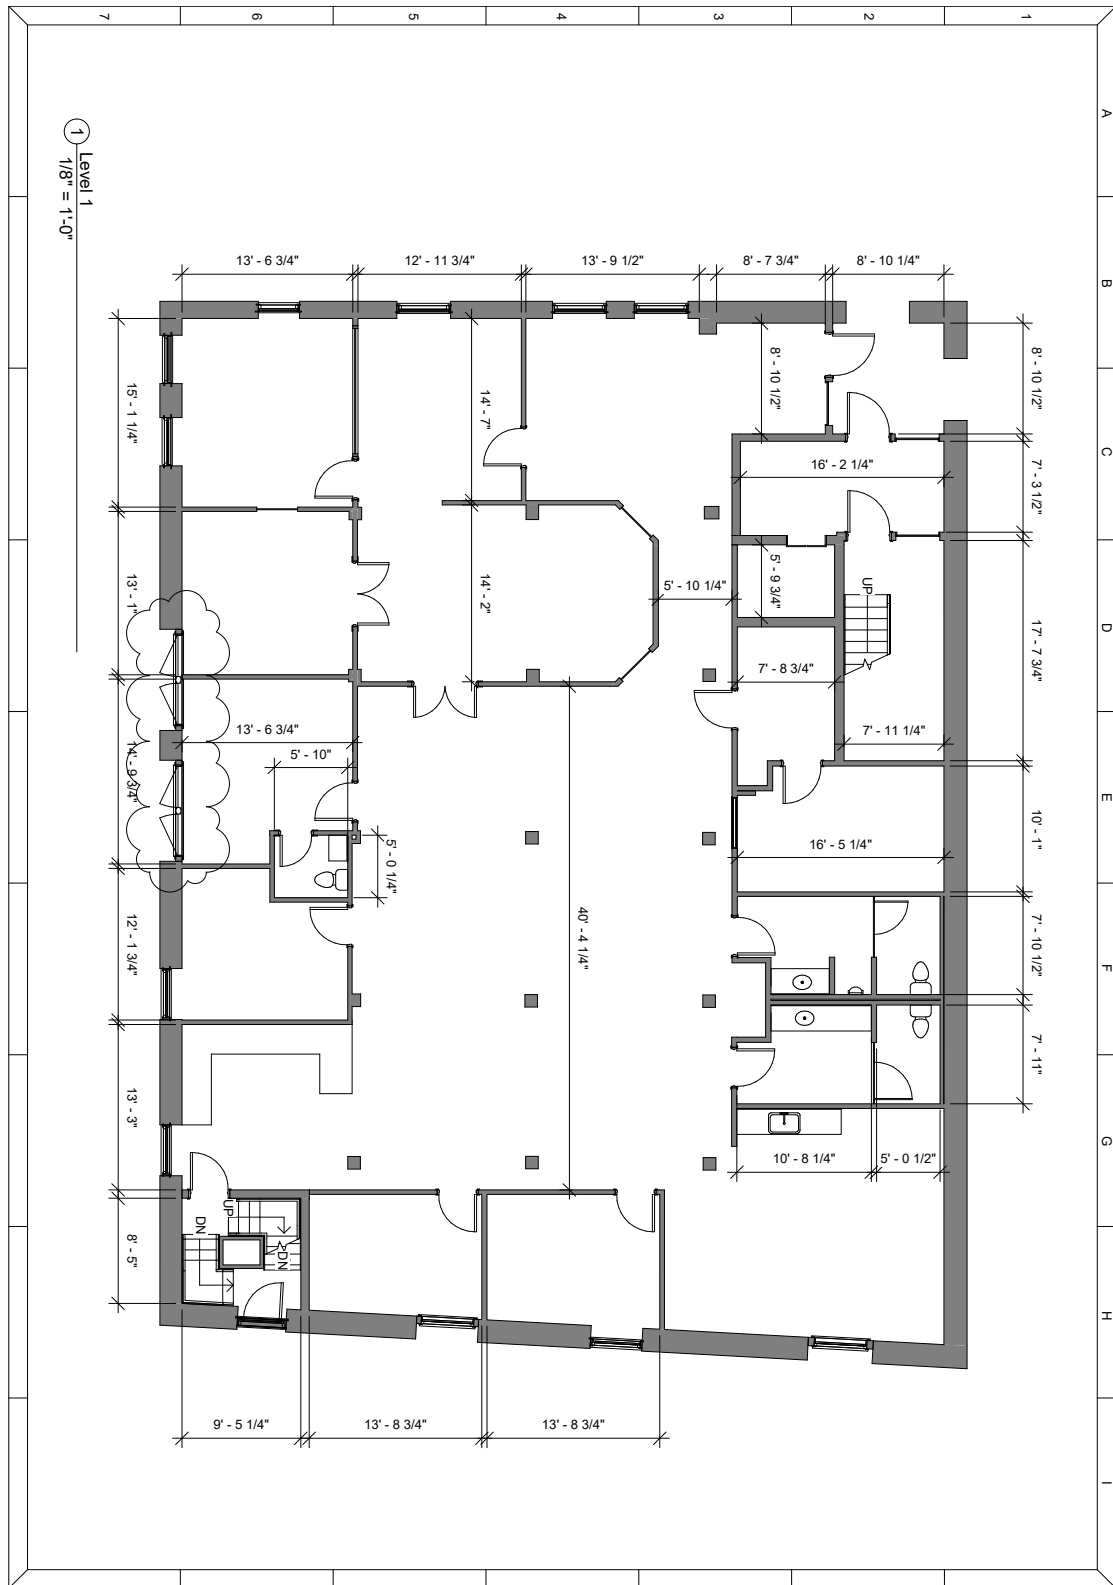 7
6
5
4
3
2
1
A
B
C
D
E
F
G
H
I
1
Level 1
1/8" = 1'-0"
13' - 6 3/4"
12' - 11 3/4"
13' - 9 1/2"
8' - 7 3/4"
8' - 10 1/4"
8' - 10 1/2"
8' - 10 1/2"
15' - 1 1/4"
14' - 7"
7' - 3 1/2"
16' - 2 1/4"
13' - 1"
14' - 2"
5' - 10 1/4"
5' - 9 3/4"
UP
17' - 7 3/4"
7' - 8 3/4"
7' - 11 1/4"
13' - 6 3/4"
14' - 9 3/4"
5' - 10"
5' - 0 1/4"
16' - 5 1/4"
10' - 1"
12' - 1 3/4"
40' - 4 1/4"
7' - 10 1/2"
7' - 11"
13' - 3"
10' - 8 1/4"
5' - 0 1/2"
8' - 5"
DN
UP
DN
9' - 5 1/4"
13' - 8 3/4"
13' - 8 3/4"